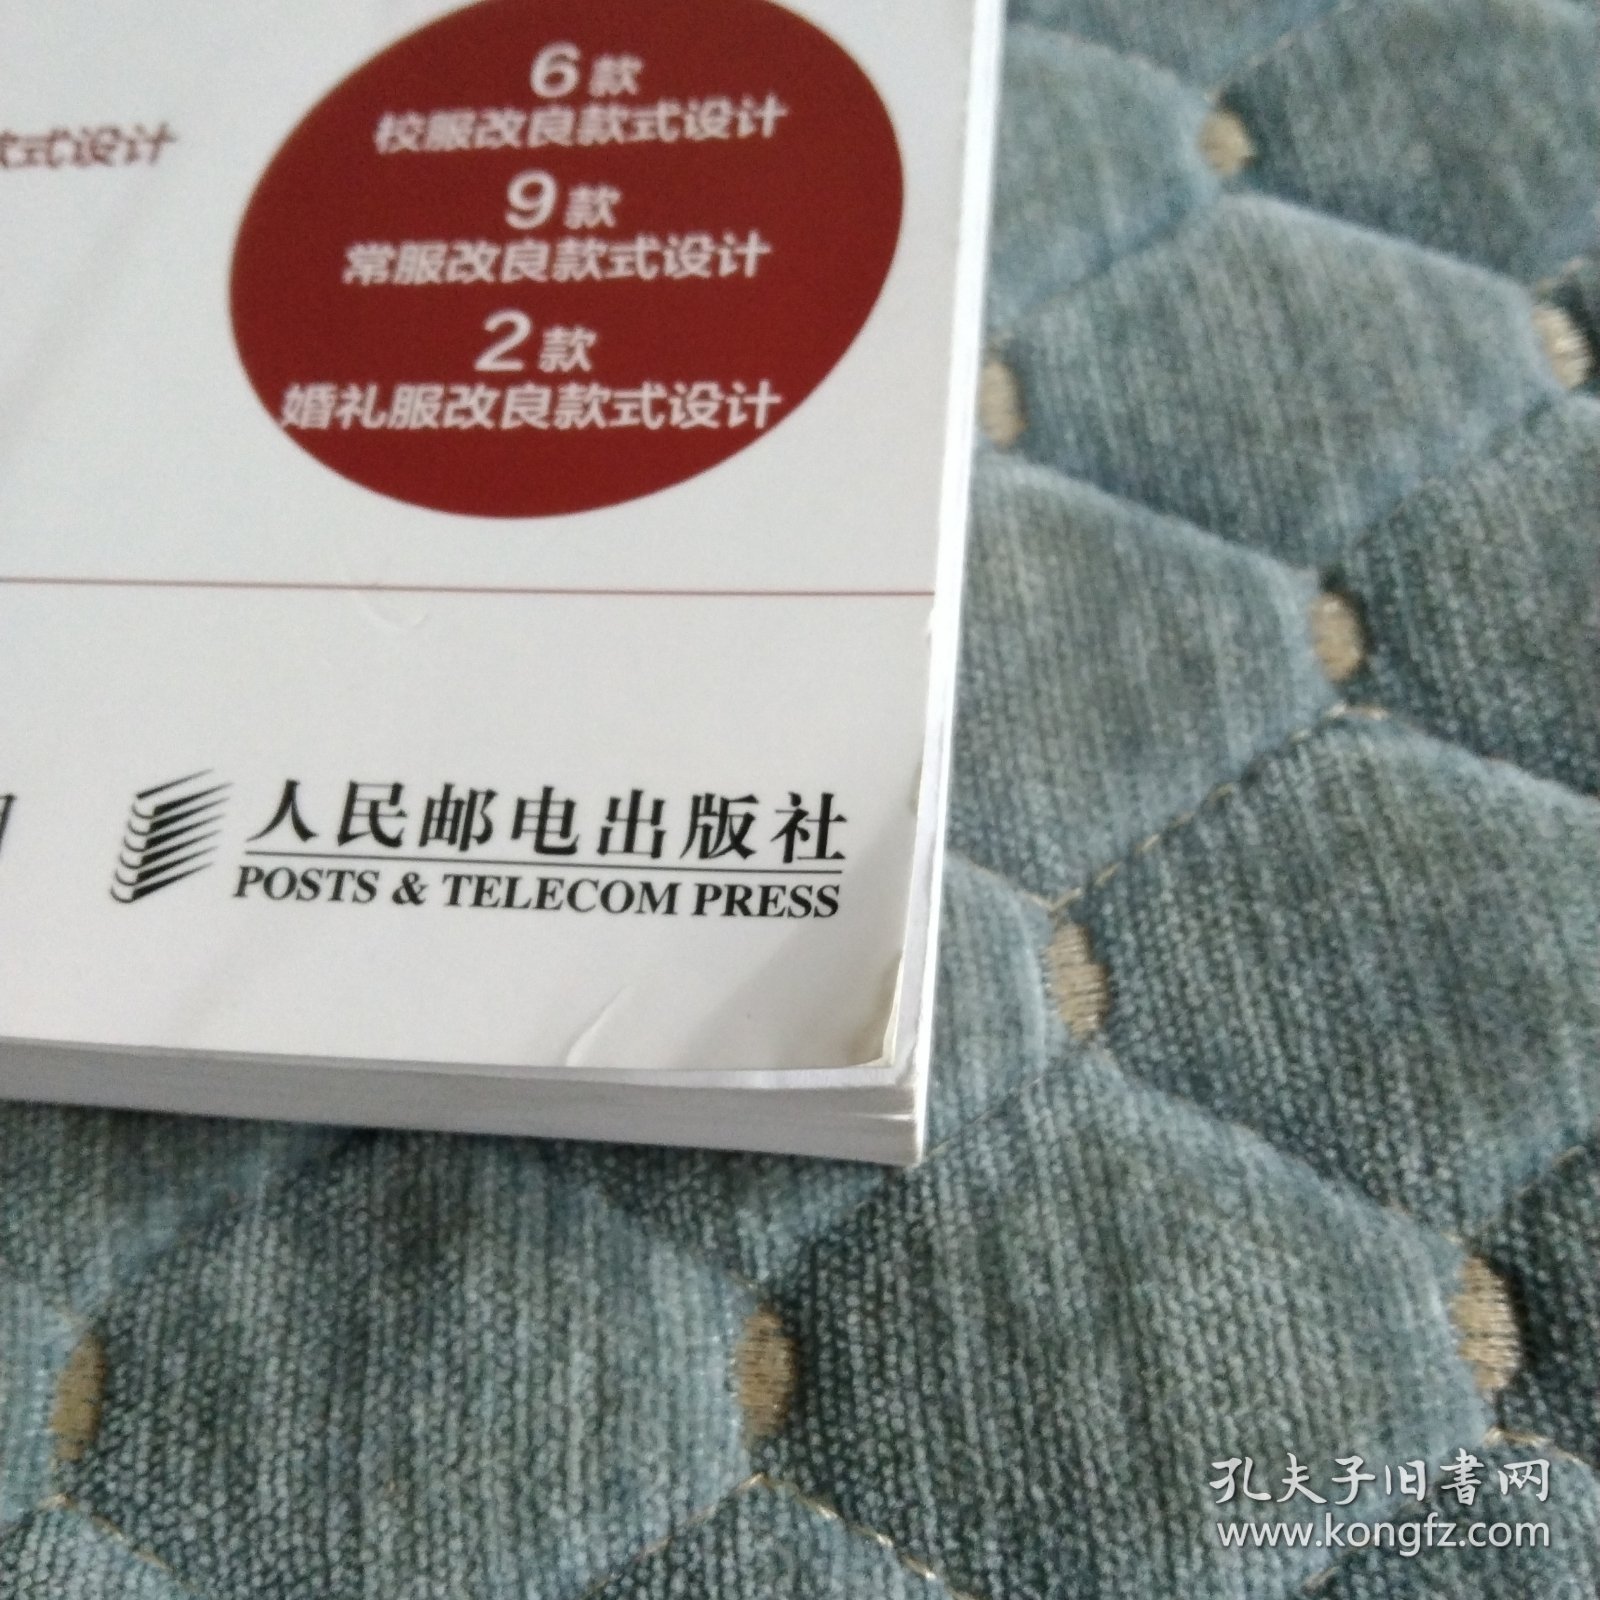 6款
校服改良款式设计
款式设计
9款
常服改良款式设计
2款
婚礼服改良款式设计
人民邮电出版社
POSTS & TELECOM PRESS
孔夫子旧書网
www.kongfz.com